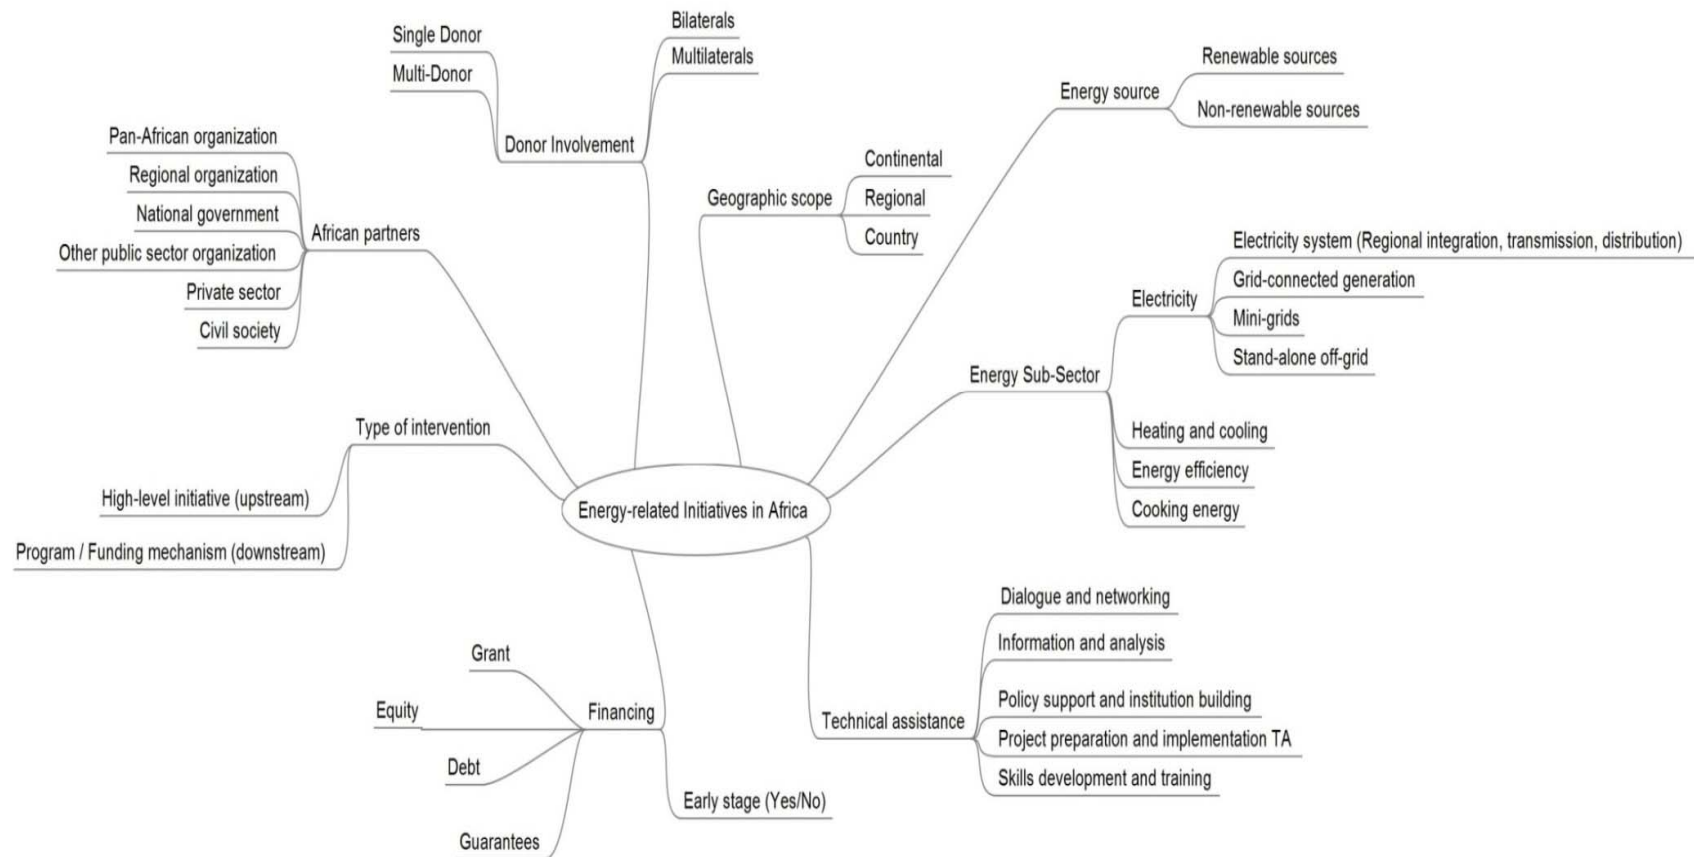 Single Donor
Multi-Donor
Bilaterals
Multilaterals
Donor Involvement
Pan-African organization
Regional organization
National government
Other public sector organization
Private sector
Civil society
African partners
Type of intervention
High-level initiative (upstream)
Program / Funding mechanism (downstream)
Energy-related Initiatives in Africa
Geographic scope
Continental
Regional
Country
Energy source
Renewable sources
Non-renewable sources
Energy Sub-Sector
Electricity
Electricity system (Regional integration, transmission, distribution)
Grid-connected generation
Mini-grids
Stand-alone off-grid
Heating and cooling
Energy efficiency
Cooking energy
Technical assistance
Dialogue and networking
Information and analysis
Policy support and institution building
Project preparation and implementation TA
Skills development and training
Financing
Grant
Equity
Debt
Guarantees
Early stage (Yes/No)